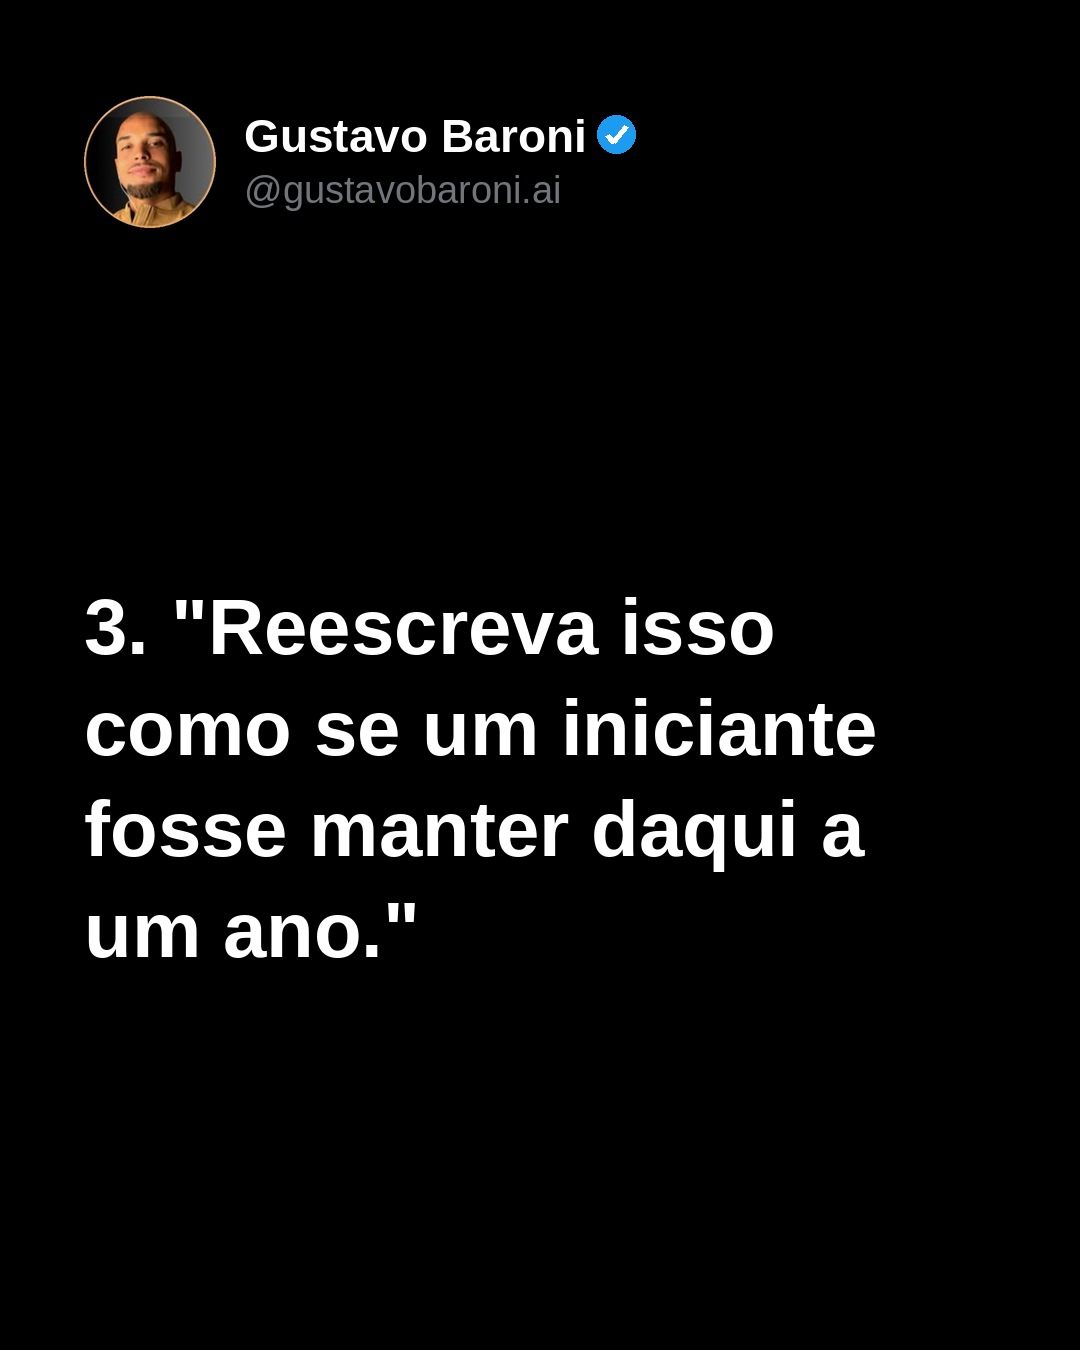 Gustavo Baroni
@gustavobaroni.ai
3. "Reescreva isso
como se um iniciante
fosse manter daqui a
um ano."